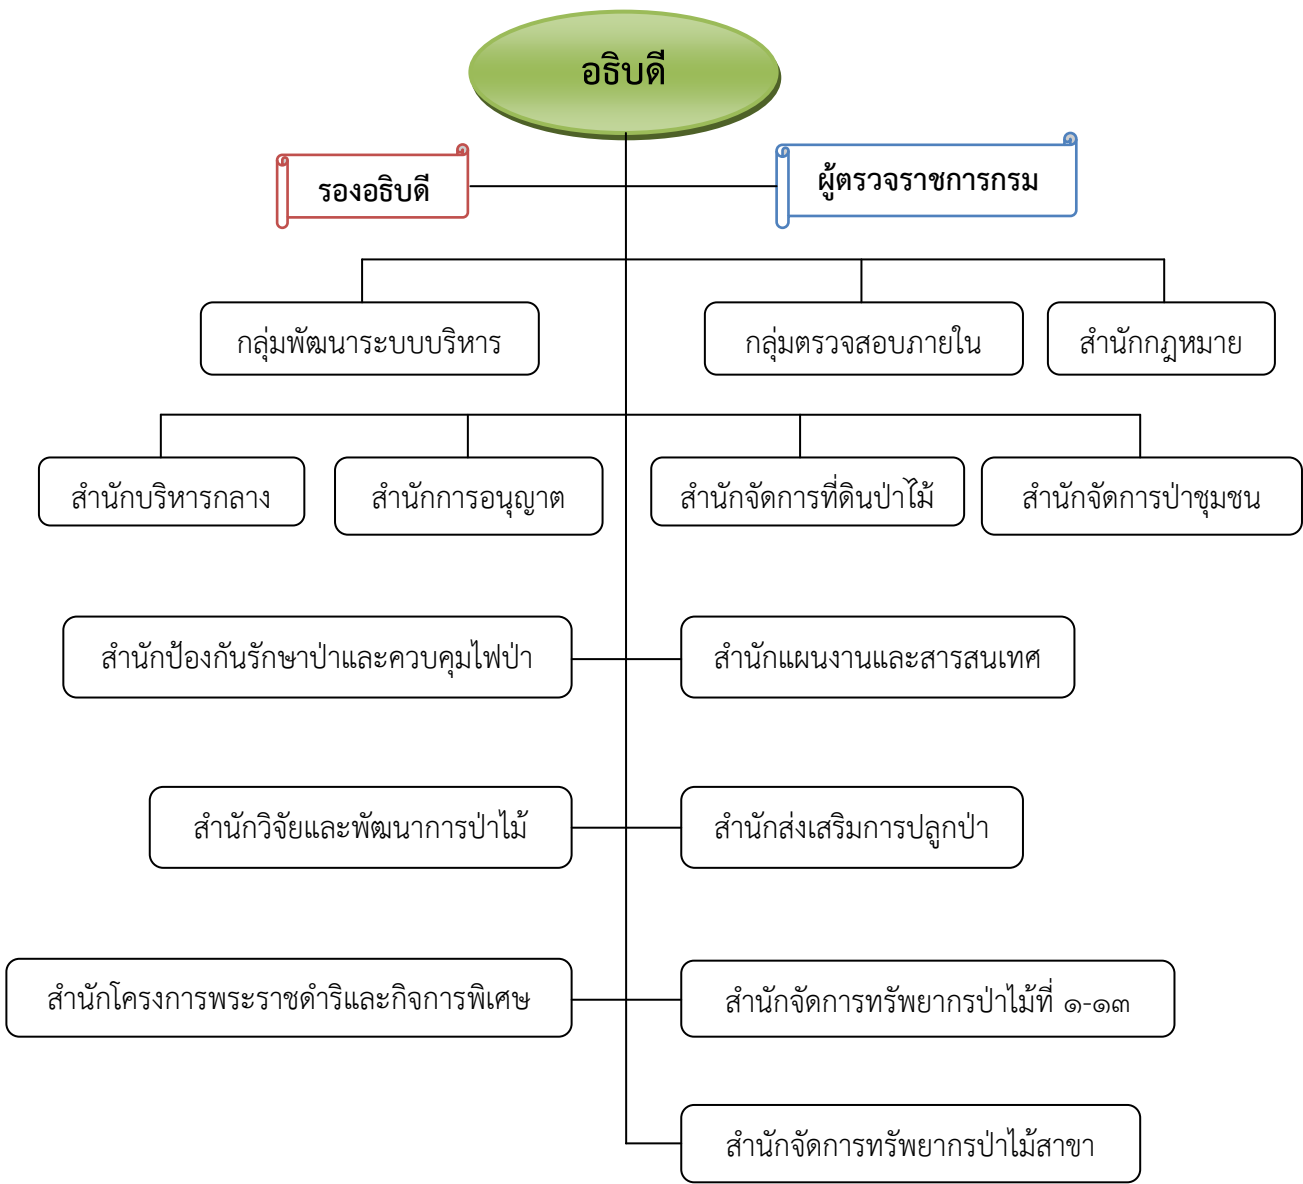 อธิบดี
รองอธิบดี
ผู้ตรวจราชการกรม
กลุ่มพัฒนาระบบบริหาร
กลุ่มตรวจสอบภายใน
สำนักกฎหมาย
สำนักบริหารกลาง
สำนักการอนุญาต
สำนักจัดการที่ดินป่าไม้
สำนักจัดการป่าชุมชน
สำนักป้องกันรักษาป่าและควบคุมไฟป่า
สำนักแผนงานและสารสนเทศ
สำนักวิจัยและพัฒนาการป่าไม้
สำนักส่งเสริมการปลูกป่า
สำนักโครงการพระราชดำริและกิจการพิเศษ
สำนักจัดการทรัพยากรป่าไม้ที่ ๑-๑๓
สำนักจัดการทรัพยากรป่าไม้สาขา